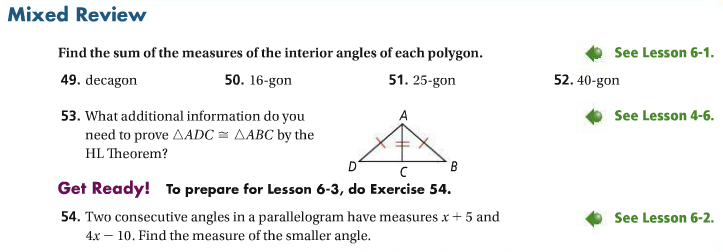 Mixed Review
Find the sum of the measures of the interior angles of each polygon. See Lesson 6-1.
49. decagon 50. 16-gon 51. 25-gon 52. 40-gon
53. What additional information do you See Lesson 4-6.
need to prove △ADC ≅ △ABC by the
HL Theorem?
A
D C B
Get Ready! To prepare for Lesson 6-3, do Exercise 54.
54. Two consecutive angles in a parallelogram have measures x + 5 and See Lesson 6-2.
4x − 10. Find the measure of the smaller angle.